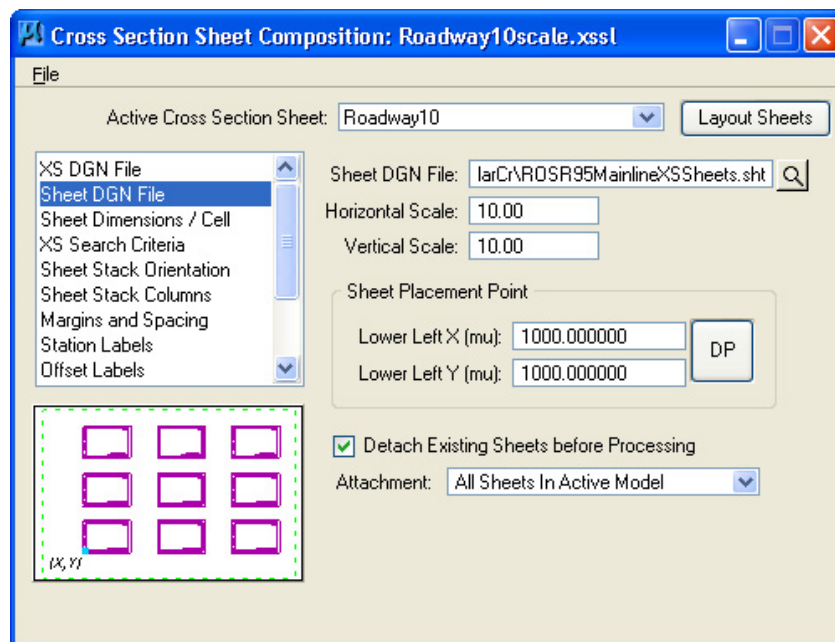 Cross Section Sheet Composition: Roadway10scale.xssl
File
Active Cross Section Sheet: Roadway10 Layout Sheets
XS DGN File
Sheet DGN File
Sheet Dimensions / Cell
XS Search Criteria
Sheet Stack Orientation
Sheet Stack Columns
Margins and Spacing
Station Labels
Offset Labels
Sheet DGN File: larCr\ROSR95MainlineXSSheets.sht
Horizontal Scale: 10.00
Vertical Scale: 10.00
Sheet Placement Point
Lower Left X (mu): 1000.000000
Lower Left Y (mu): 1000.000000
DP
Detach Existing Sheets before Processing
Attachment: All Sheets In Active Model
(X,Y)